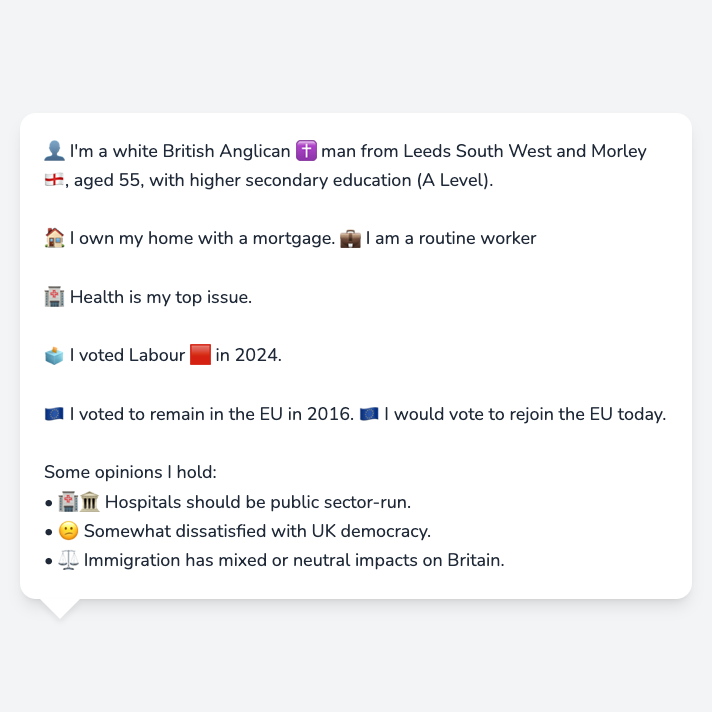 👤 I'm a white British Anglican ✝️ man from Leeds South West and Morley
🏴󠁧󠁢󠁥󠁮󠁧󠁿, aged 55, with higher secondary education (A Level).
🏠 I own my home with a mortgage. 💼 I am a routine worker
🏥 Health is my top issue.
🗳️ I voted Labour 🟥 in 2024.
🇪🇺 I voted to remain in the EU in 2016. 🇪🇺 I would vote to rejoin the EU today.
Some opinions I hold:
• 🏥🏛️ Hospitals should be public sector-run.
• 🙁 Somewhat dissatisfied with UK democracy.
• ⚖️ Immigration has mixed or neutral impacts on Britain.